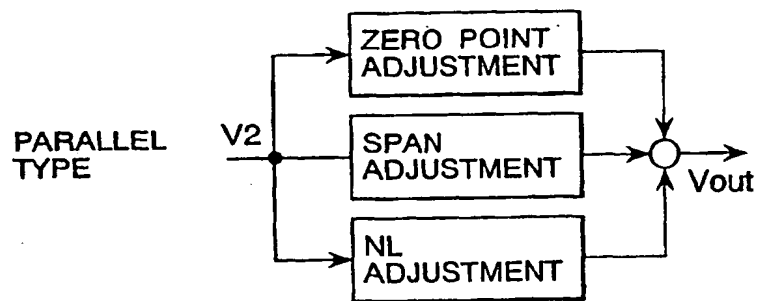 ZERO POINT
ADJUSTMENT
PARALLEL
TYPE
V2
SPAN
ADJUSTMENT
Vout
NL
ADJUSTMENT